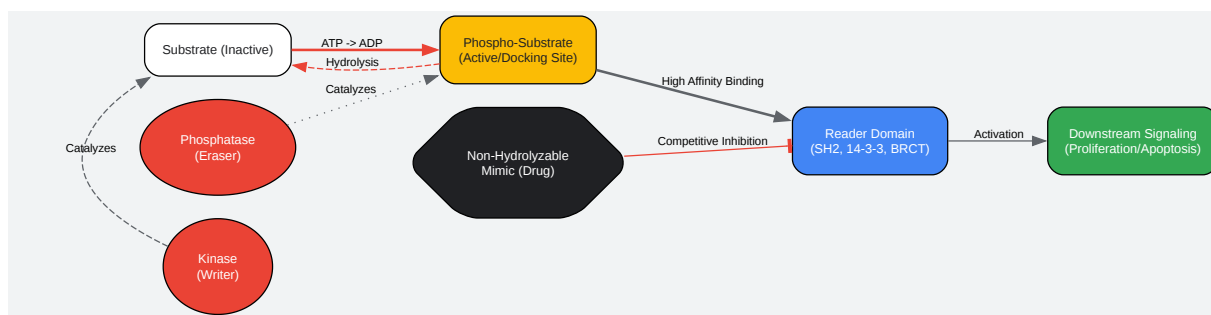 Substrate (Inactive)
ATP -> ADP
Hydrolysis
Phospho-Substrate
(Active/Docking Site)
Catalyzes
High Affinity Binding
Phosphatase
(Eraser)
Catalyzes
Non-Hydrolyzable
Mimic (Drug)
Competitive Inhibition
Reader Domain
(SH2, 14-3-3, BRCT)
Activation
Downstream Signaling
(Proliferation/Apoptosis)
Kinase
(Writer)